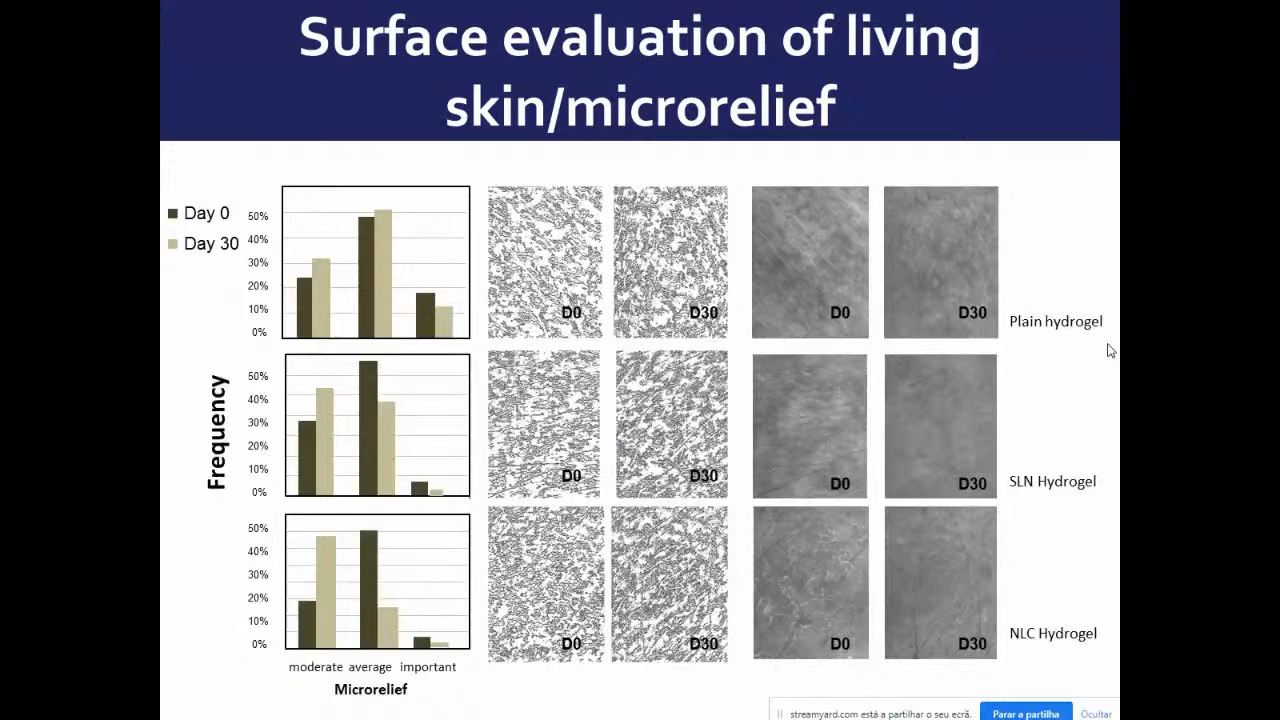 Surface evaluation of living
skin/microrelief
Day 0
Day 30
50%
40%
30%
20%
10%
0%
D0
D30
D0
D30
Plain hydrogel
Frequency
50%
40%
30%
20%
10%
0%
D0
D30
D0
D30
SLN Hydrogel
50%
40%
30%
20%
10%
0%
D0
D30
D0
D30
NLC Hydrogel
moderate average important
Microrelief
streamyard.com está a partilhar o seu ecrã.
Parar a partilha
Ocultar